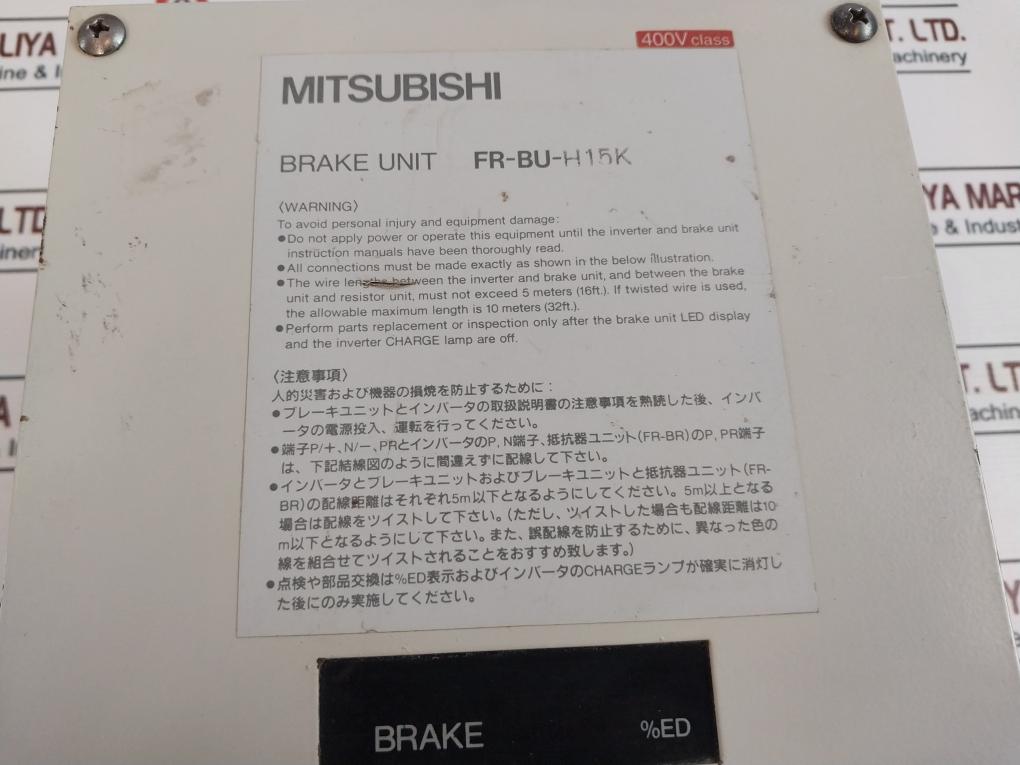 400V class
MITSUBISHI
BRAKE UNIT FR-BU-H15K
〈WARNING〉
To avoid personal injury and equipment damage:
●Do not apply power or operate this equipment until the inverter and brake unit
instruction manuals have been thoroughly read.
●All connections must be made exactly as shown in the below illustration.
●The wire lengths between the inverter and brake unit, and between the brake
unit and resistor unit, must not exceed 5 meters (16ft.). If twisted wire is used,
the allowable maximum length is 10 meters (32ft.).
●Perform parts replacement or inspection only after the brake unit LED display
and the inverter CHARGE lamp are off.
〈注意事項〉
人的災害および機器の損焼を防止するために：
●ブレーキユニットとインバータの取扱説明書の注意事項を熟読した後、インバ
ータの電源投入、運転を行ってください。
●端子P/+、N/−、PRとインバータのP, N端子、抵抗器ユニット(FR-BR)のP, PR端子
は、下記結線図のように間違えずに配線して下さい。
●インバータとブレーキユニットおよびブレーキユニットと抵抗器ユニット(FR-
BR)の配線距離はそれぞれ5m以下となるようにしてください。5m以上となる
場合は配線をツイストして下さい。(ただし、ツイストした場合も配線距離は10
m以下となるようにして下さい。また、誤配線を防止するために、異なった色の
線を組合せてツイストされることをおすすめ致します。)
●点検や部品交換は%ED表示およびインバータのCHARGEランプが確実に消灯し
た後にのみ実施してください。
BRAKE %ED
LIYA
ine & In
T. LTD.
achinery
LTD
iner
YA MAR
e & Indust
A
T. LT
achin